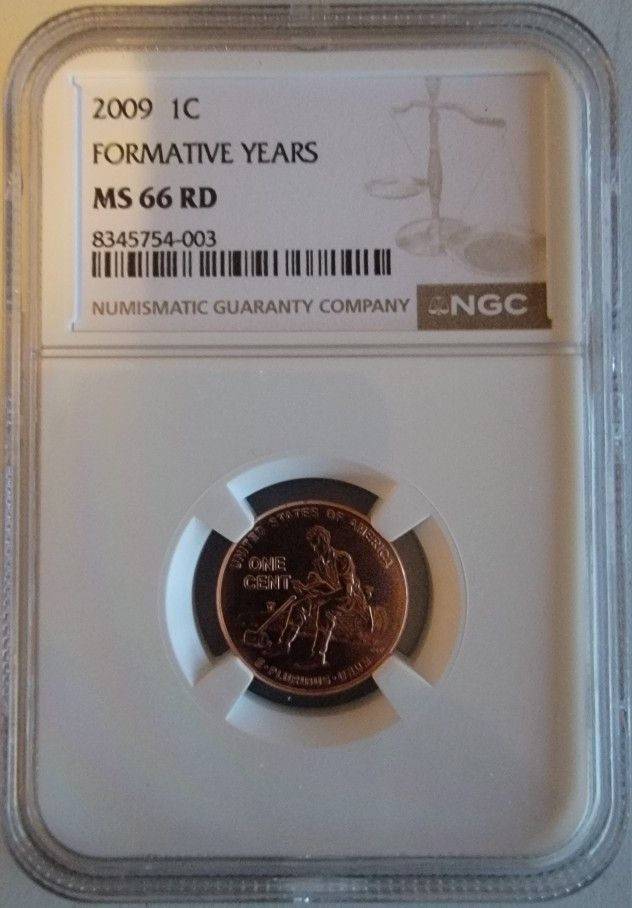 2009 1C
FORMATIVE YEARS
MS 66 RD
8345754-003
NUMISMATIC GUARANTY COMPANY NGC
UNITED STATES OF AMERICA
ONE
CENT
E · PLURIBUS · UNUM